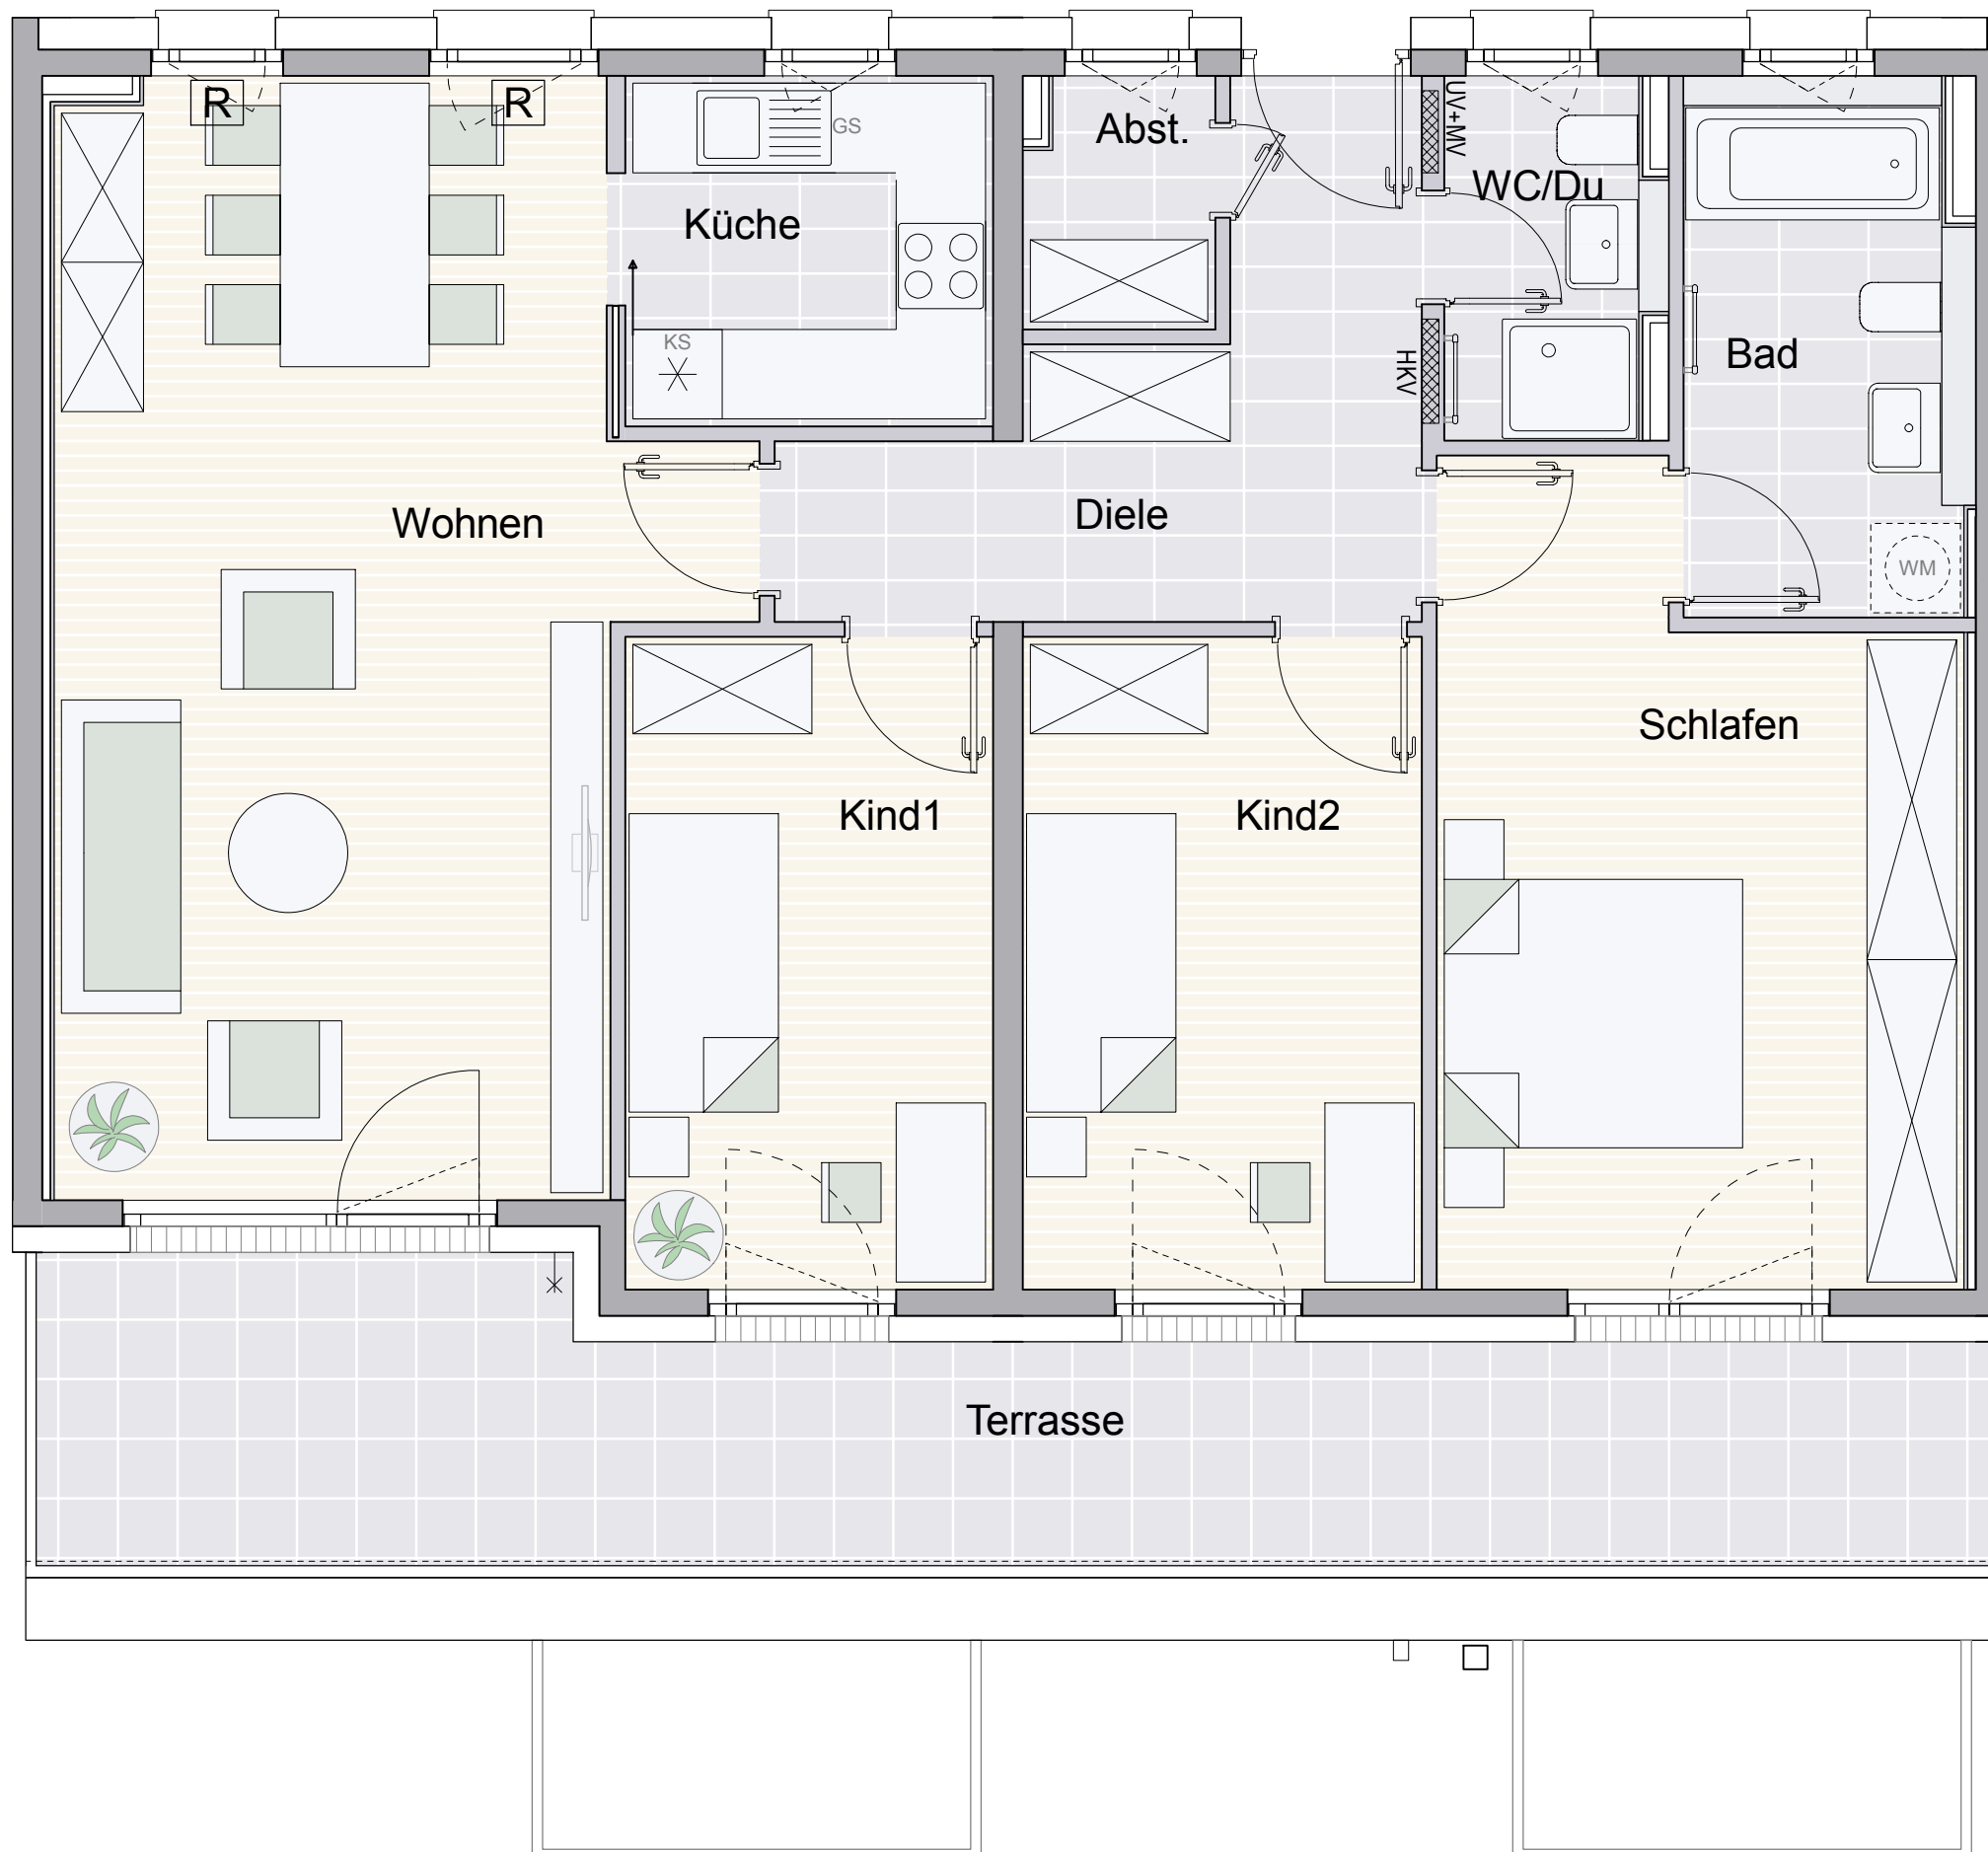 R
R
GS
Küche
KS
Abst.
UV+MV
WC/Du
HKV
Bad
Wohnen
Diele
WM
Schlafen
Kind1
Kind2
Terrasse